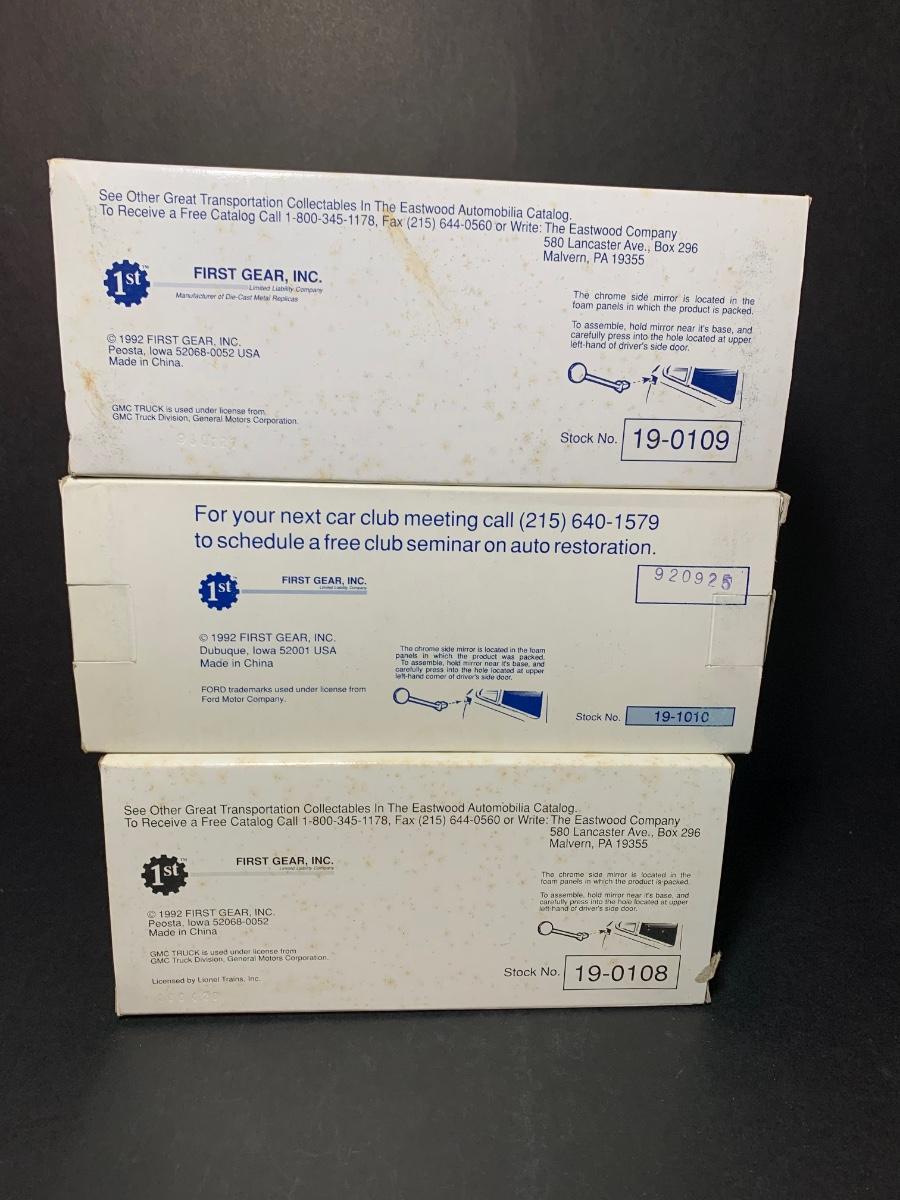 See Other Great Transportation Collectables In The Eastwood Automobilia Catalog.
To Receive a Free Catalog Call 1-800-345-1178, Fax (215) 644-0560 or Write: The Eastwood Company
580 Lancaster Ave., Box 296
Malvern, PA 19355
1st
TM
FIRST GEAR, INC.
Limited Liability Company
Manufacturer of Die-Cast Metal Replicas
The chrome side mirror is located in the
foam panels in which the product is packed.
To assemble, hold mirror near it's base, and
carefully press into the hole located at upper
left-hand of driver's side door.
© 1992 FIRST GEAR, INC.
Peosta, Iowa 52068-0052 USA
Made in China.
GMC TRUCK is used under license from
GMC Truck Division, General Motors Corporation.
Stock No. 19-0109
For your next car club meeting call (215) 640-1579
to schedule a free club seminar on auto restoration.
920925
1st
FIRST GEAR, INC.
Limited Liability Company
© 1992 FIRST GEAR, INC.
Dubuque, Iowa 52001 USA
Made in China
The chrome side mirror is located in the foam
panels in which the product was packed.
To assemble, hold mirror near it's base, and
carefully press into the hole located at upper
left-hand corner of driver's side door.
FORD trademarks used under license from
Ford Motor Company.
Stock No. 19-1010
See Other Great Transportation Collectables In The Eastwood Automobilia Catalog.
To Receive a Free Catalog Call 1-800-345-1178, Fax (215) 644-0560 or Write: The Eastwood Company
580 Lancaster Ave., Box 296
Malvern, PA 19355
1st
TM
FIRST GEAR, INC.
Limited Liability Company
The chrome side mirror is located in the
foam panels in which the product is packed.
To assemble, hold mirror near it's base, and
carefully press into the hole located at upper
left-hand of driver's side door.
© 1992 FIRST GEAR, INC.
Peosta, Iowa 52068-0052
Made in China
GMC TRUCK is used under license from
GMC Truck Division, General Motors Corporation.
Licensed by Lionel Trains, Inc.
Stock No. 19-0108